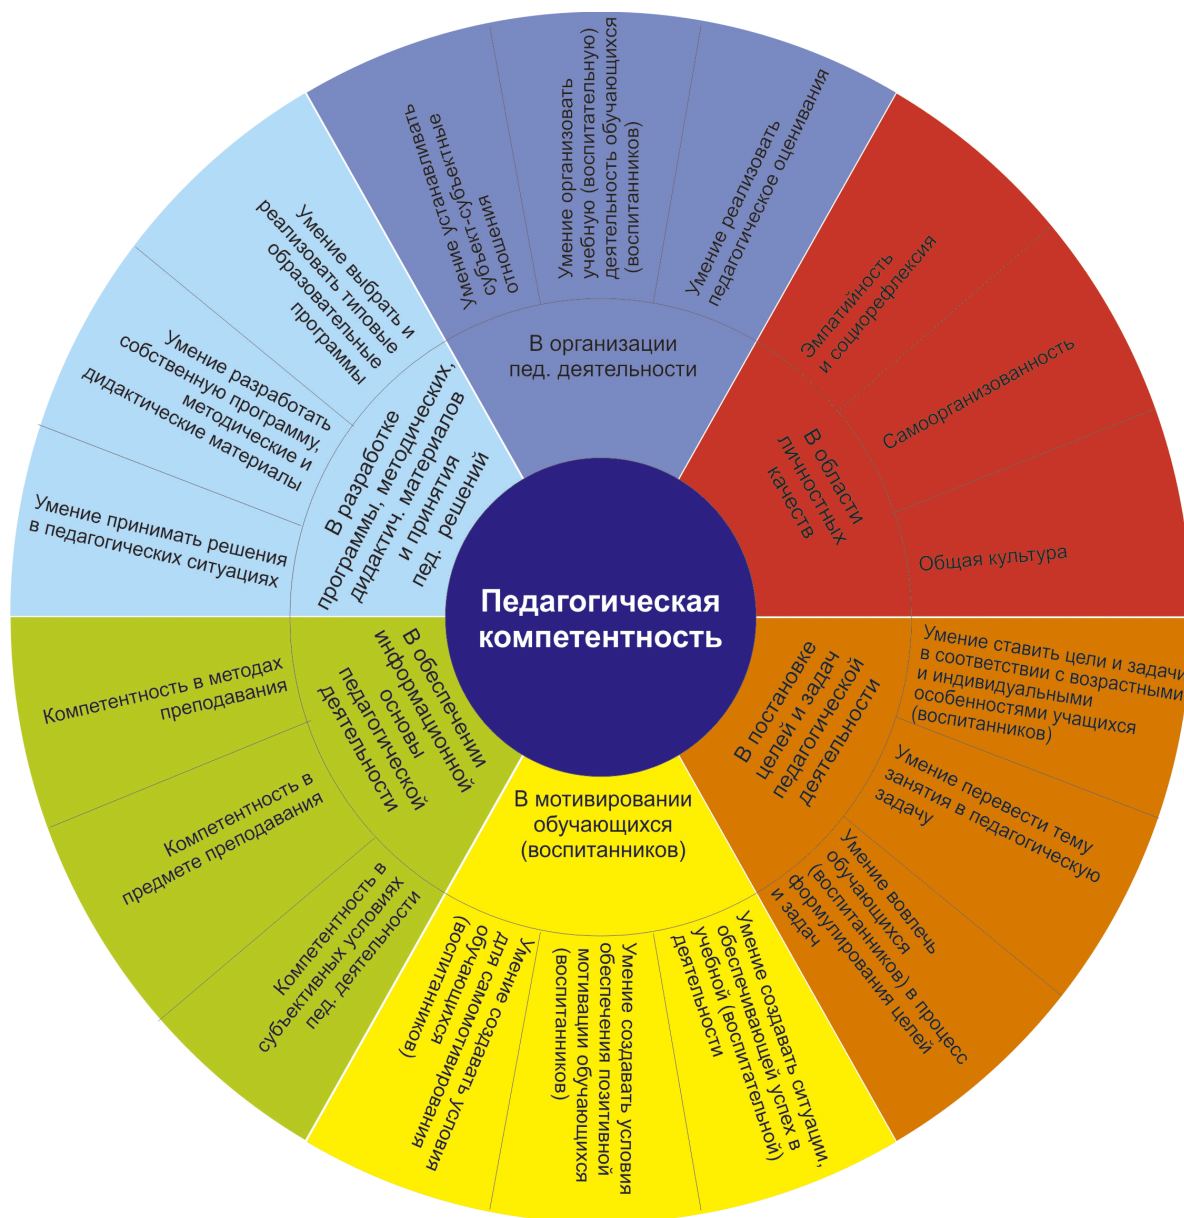 Педагогическая
компетентность
В организации
пед. деятельности
Умение устанавливать
субъект-субъектные
отношения
Умение организовать
учебную (воспитательную)
деятельность обучающихся
(воспитанников)
Умение реализовать
педагогическое оценивания
В области
личностных
качеств
Эмпатийность
и социорефлексия
Самоорганизованность
Общая культура
В постановке
целей и задач
педагогической
деятельности
Умение ставить цели и задачи
в соответствии с возрастными
и индивидуальными
особенностями учащихся
(воспитанников)
Умение перевести тему
занятия в педагогическую
задачу
Умение вовлечь
обучающихся
(воспитанников) в процесс
формулирования целей
и задач
В мотивировании
обучающихся
(воспитанников)
Умение создавать ситуации,
обеспечивающей успех в
учебной (воспитательной)
деятельности
Умение создавать условия
обеспечения позитивной
мотивации обучающихся
(воспитанников)
Умение создавать условия
для самомотивирования
обучающихся
(воспитанников)
В обеспечении
информационной
основы
педагогической
деятельности
Компетентность в
субъективных условиях
пед. деятельности
Компетентность в
предмете преподавания
Компетентность в методах
преподавания
В разработке
программы, методических,
дидактич. материалов
и принятия
пед. решений
Умение принимать решения
в педагогических ситуациях
Умение разработать
собственную программу,
методические и
дидактические материалы
Умение выбрать и
реализовать типовые
образовательные
программы